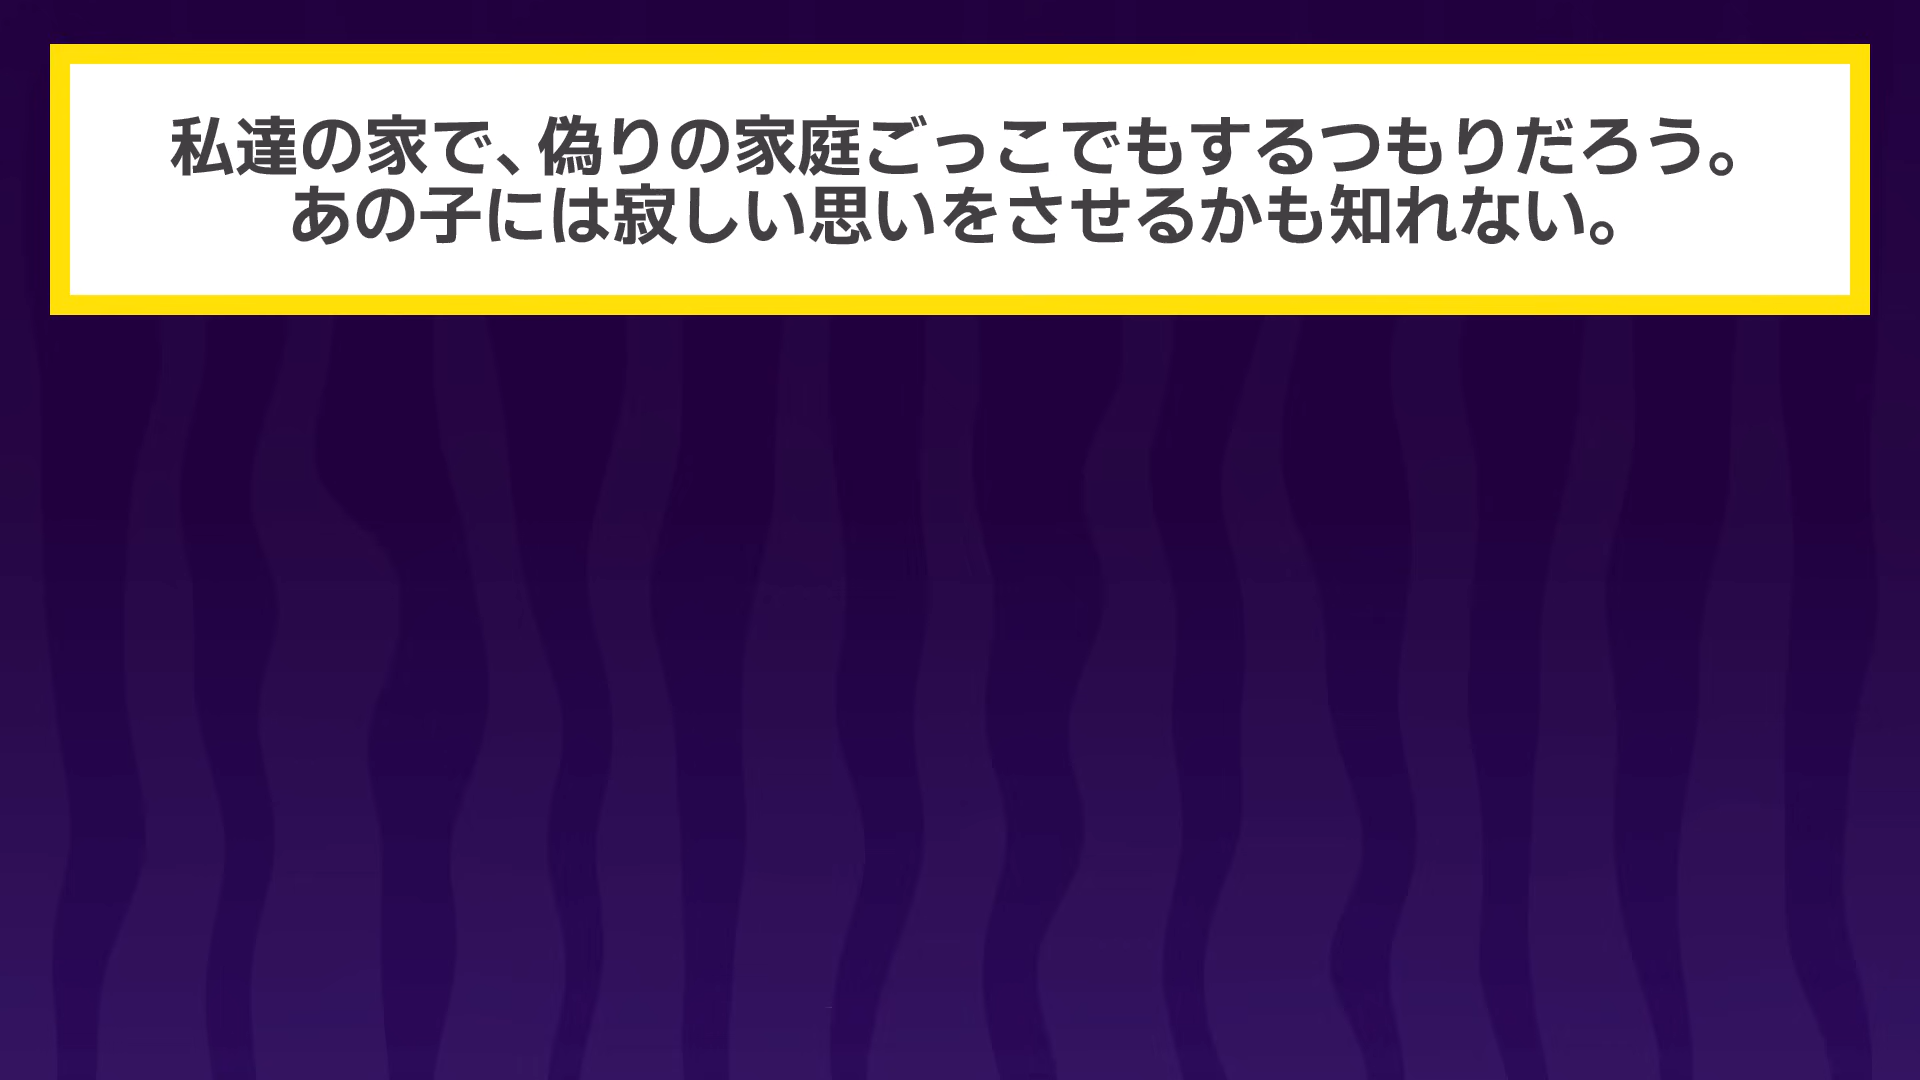 私達の家で、偽りの家庭ごっこでもするつもりだろう。
あの子には寂しい思いをさせるかも知れない。